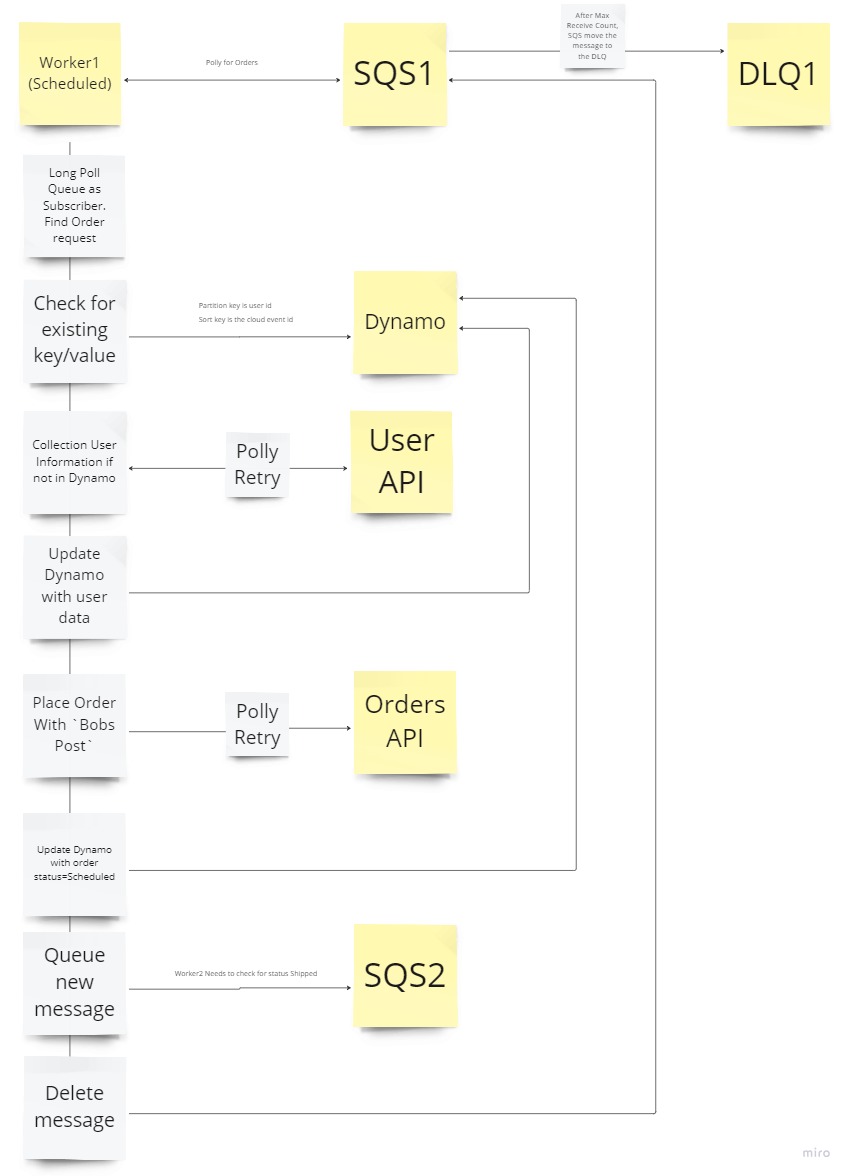 After Max
Receive Count,
SQS move the
message to
the DLQ
Worker1
(Scheduled)
Polly for Orders
SQS1
DLQ1
Long Poll
Queue as
Subscriber.
Find Order
request
Check for
existing
key/value
Partition key is user id
Sort key is the cloud event id
Dynamo
Collection User
Information if
not in Dynamo
Polly
Retry
User
API
Update
Dynamo
with user
data
Place Order
With `Bobs
Post`
Polly
Retry
Orders
API
Update Dynamo
with order
status=Scheduled
Queue
new
message
Worker2 Needs to check for status Shipped
SQS2
Delete
message
miro